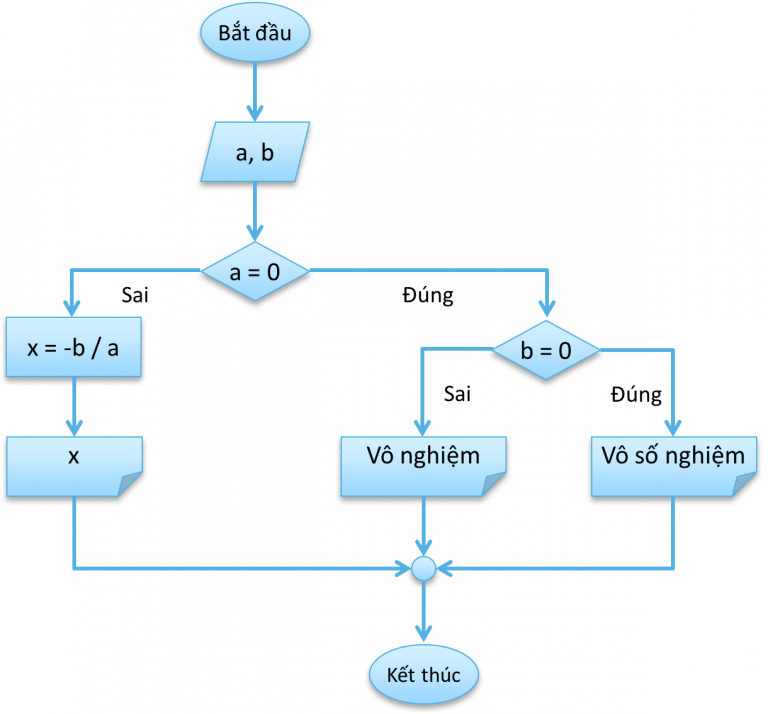 Bắt đầu
a, b
a = 0
Sai
Đúng
x = -b / a
b = 0
Sai
Đúng
x
Vô nghiệm
Vô số nghiệm
Kết thúc